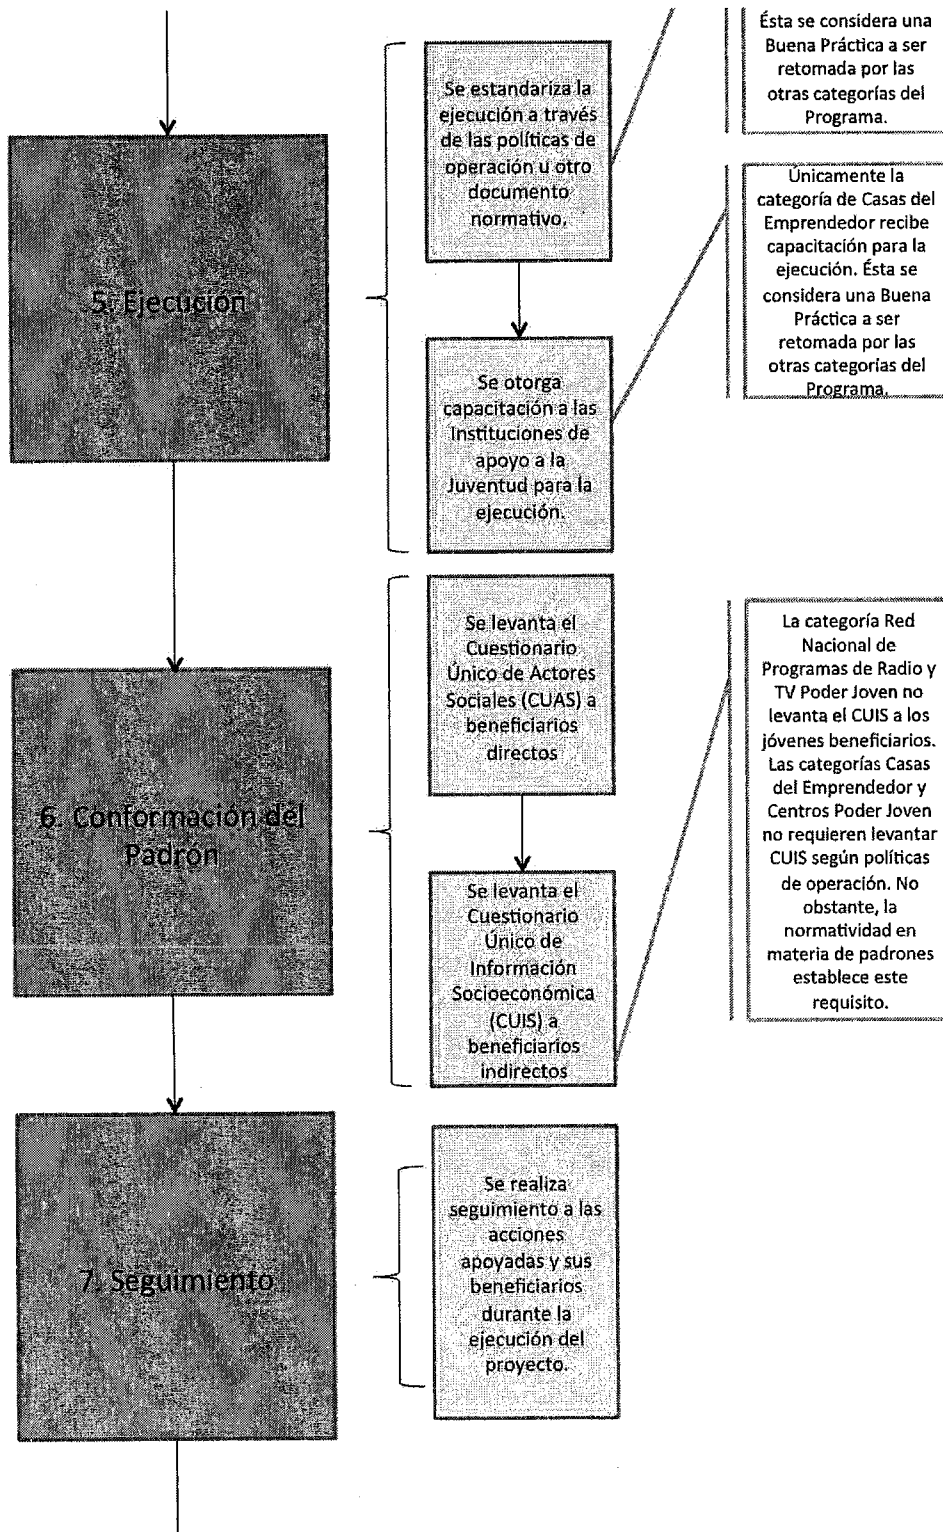 Ésta se considera una
Buena Práctica a ser
retomada por las
otras categorías del
Programa.
Se estandariza la
ejecución a través
de las políticas de
operación u otro
documento
normativo.
Únicamente la
categoría de Casas del
Emprendedor recibe
capacitación para la
ejecución. Ésta se
considera una Buena
Práctica a ser
retomada por las
otras categorías del
Programa.
5. Ejecución
Se otorga
capacitación a las
Instituciones de
apoyo a la
Juventud para la
ejecución.
6. Conformación del
Padrón
Se levanta el
Cuestionario
Único de Actores
Sociales (CUAS) a
beneficiarios
directos
Se levanta el
Cuestionario
Único de
Información
Socioeconómica
(CUIS) a
beneficiarios
indirectos
La categoría Red
Nacional de
Programas de Radio y
TV Poder Joven no
levanta el CUIS a los
jóvenes beneficiarios.
Las categorías Casas
del Emprendedor y
Centros Poder Joven
no requieren levantar
CUIS según políticas
de operación. No
obstante, la
normatividad en
materia de padrones
establece este
requisito.
7. Seguimiento
Se realiza
seguimiento a las
acciones
apoyadas y sus
beneficiarios
durante la
ejecución del
proyecto.